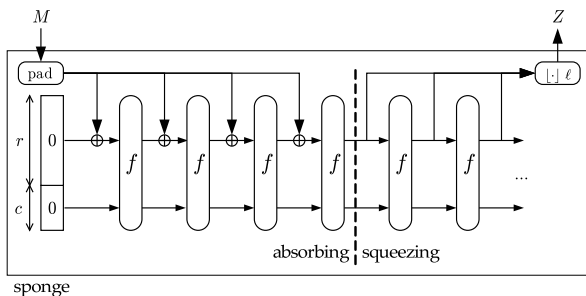 M Z
pad ⌊·⌋ ℓ
r 0 f f f f f f
c 0 ...
absorbing squeezing
sponge